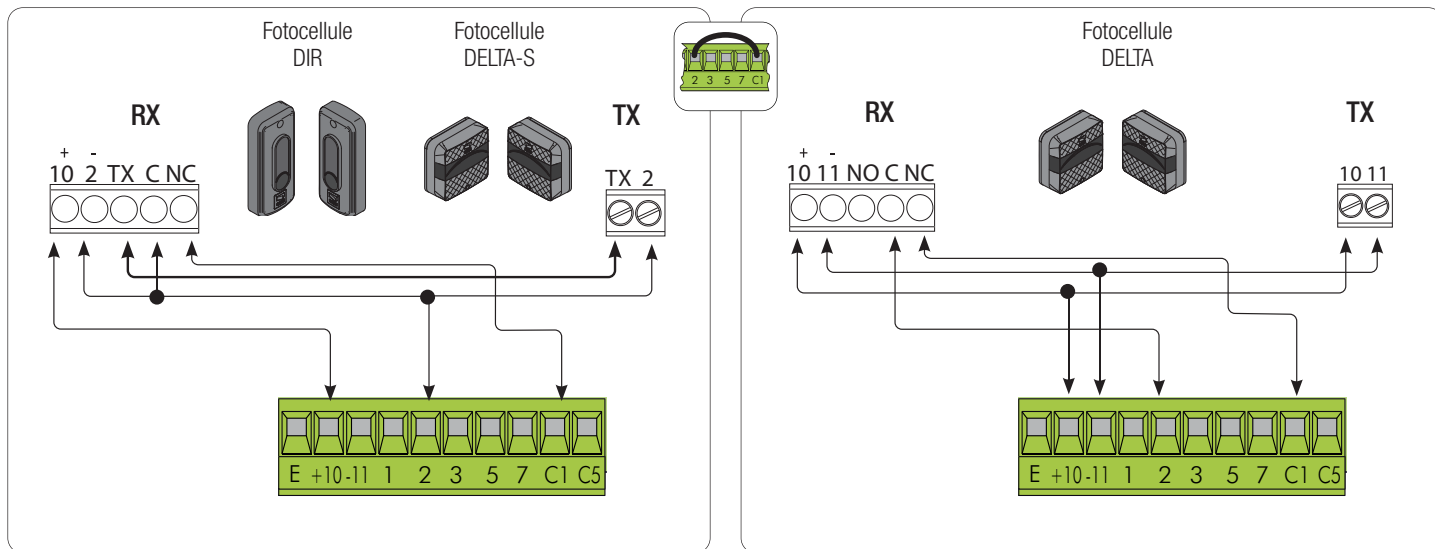 Fotocellule
DIR
Fotocellule
DELTA-S
RX
TX
+ -
10 2 TX C NC
TX 2
E +10 -11 1 2 3 5 7 C1 C5
2 3 5 7 C1
Fotocellule
DELTA
RX
TX
+ -
10 11 NO C NC
10 11
E +10 -11 1 2 3 5 7 C1 C5